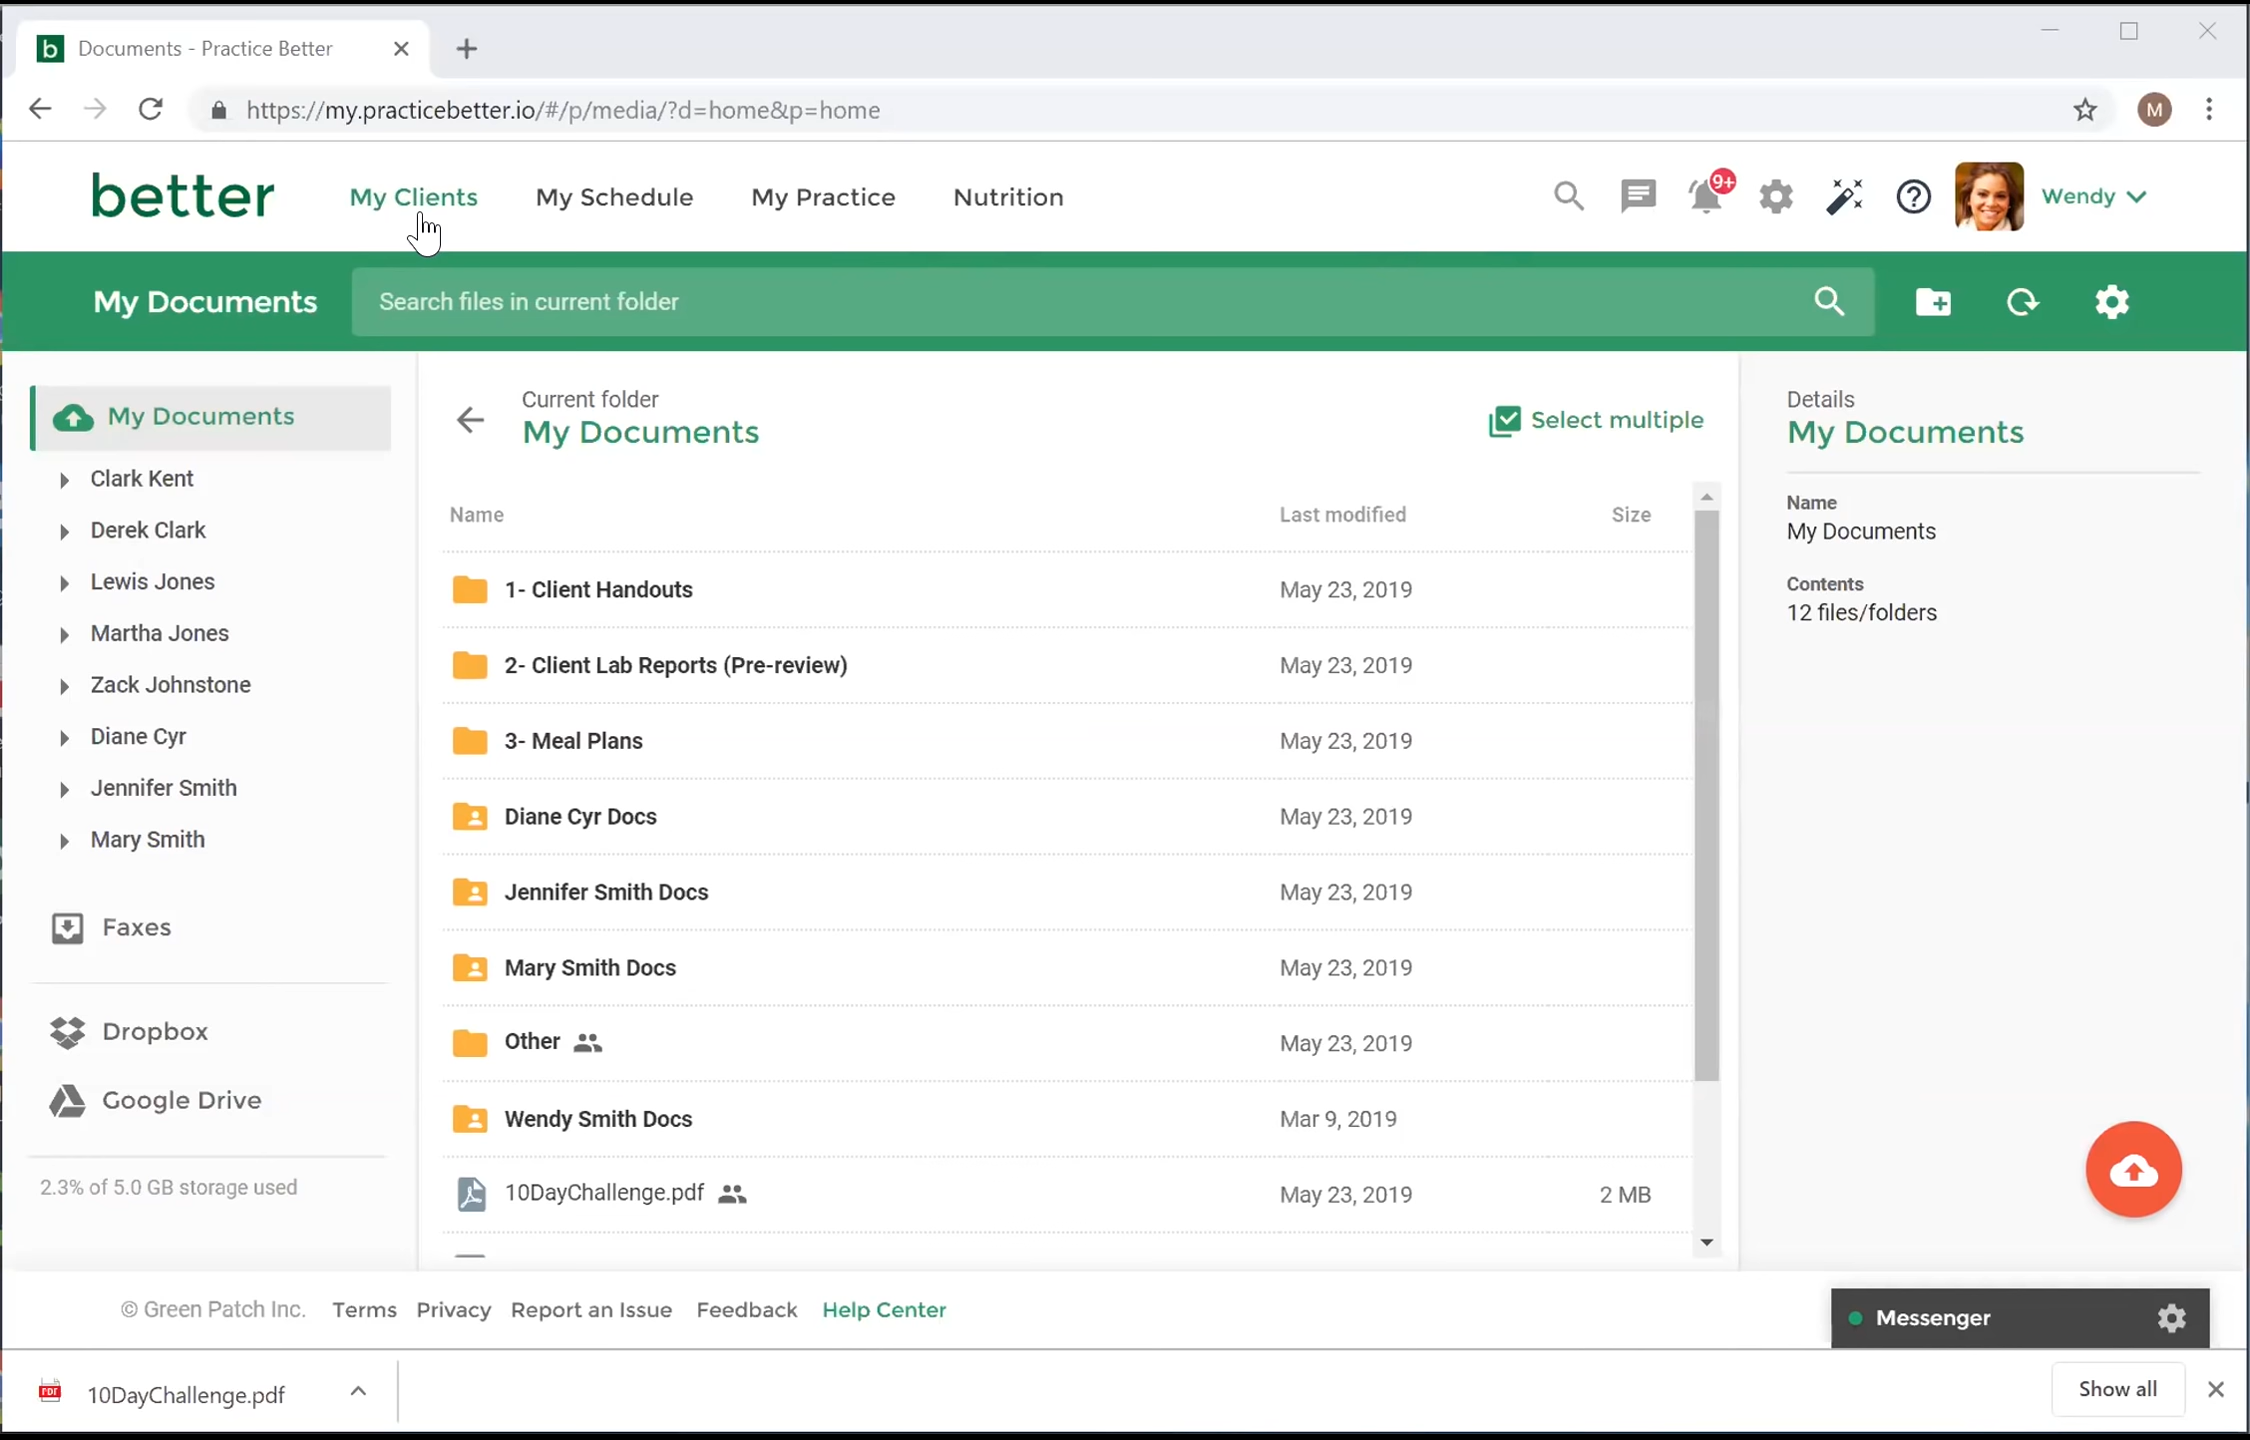 Documents - Practice Better
https://my.practicebetter.io/#/p/media/?d=home&p=home
M
better
My Clients
My Schedule
My Practice
Nutrition
9+
Wendy
My Documents
Search files in current folder
My Documents
Clark Kent
Derek Clark
Lewis Jones
Martha Jones
Zack Johnstone
Diane Cyr
Jennifer Smith
Mary Smith
Faxes
Dropbox
Google Drive
2.3% of 5.0 GB storage used
Current folder
My Documents
Select multiple
Name Last modified Size
1- Client Handouts May 23, 2019
2- Client Lab Reports (Pre-review) May 23, 2019
3- Meal Plans May 23, 2019
Diane Cyr Docs May 23, 2019
Jennifer Smith Docs May 23, 2019
Mary Smith Docs May 23, 2019
Other May 23, 2019
Wendy Smith Docs Mar 9, 2019
10DayChallenge.pdf May 23, 2019 2 MB
Details
My Documents
Name
My Documents
Contents
12 files/folders
© Green Patch Inc. Terms Privacy Report an Issue Feedback Help Center
Messenger
PDF
10DayChallenge.pdf
Show all